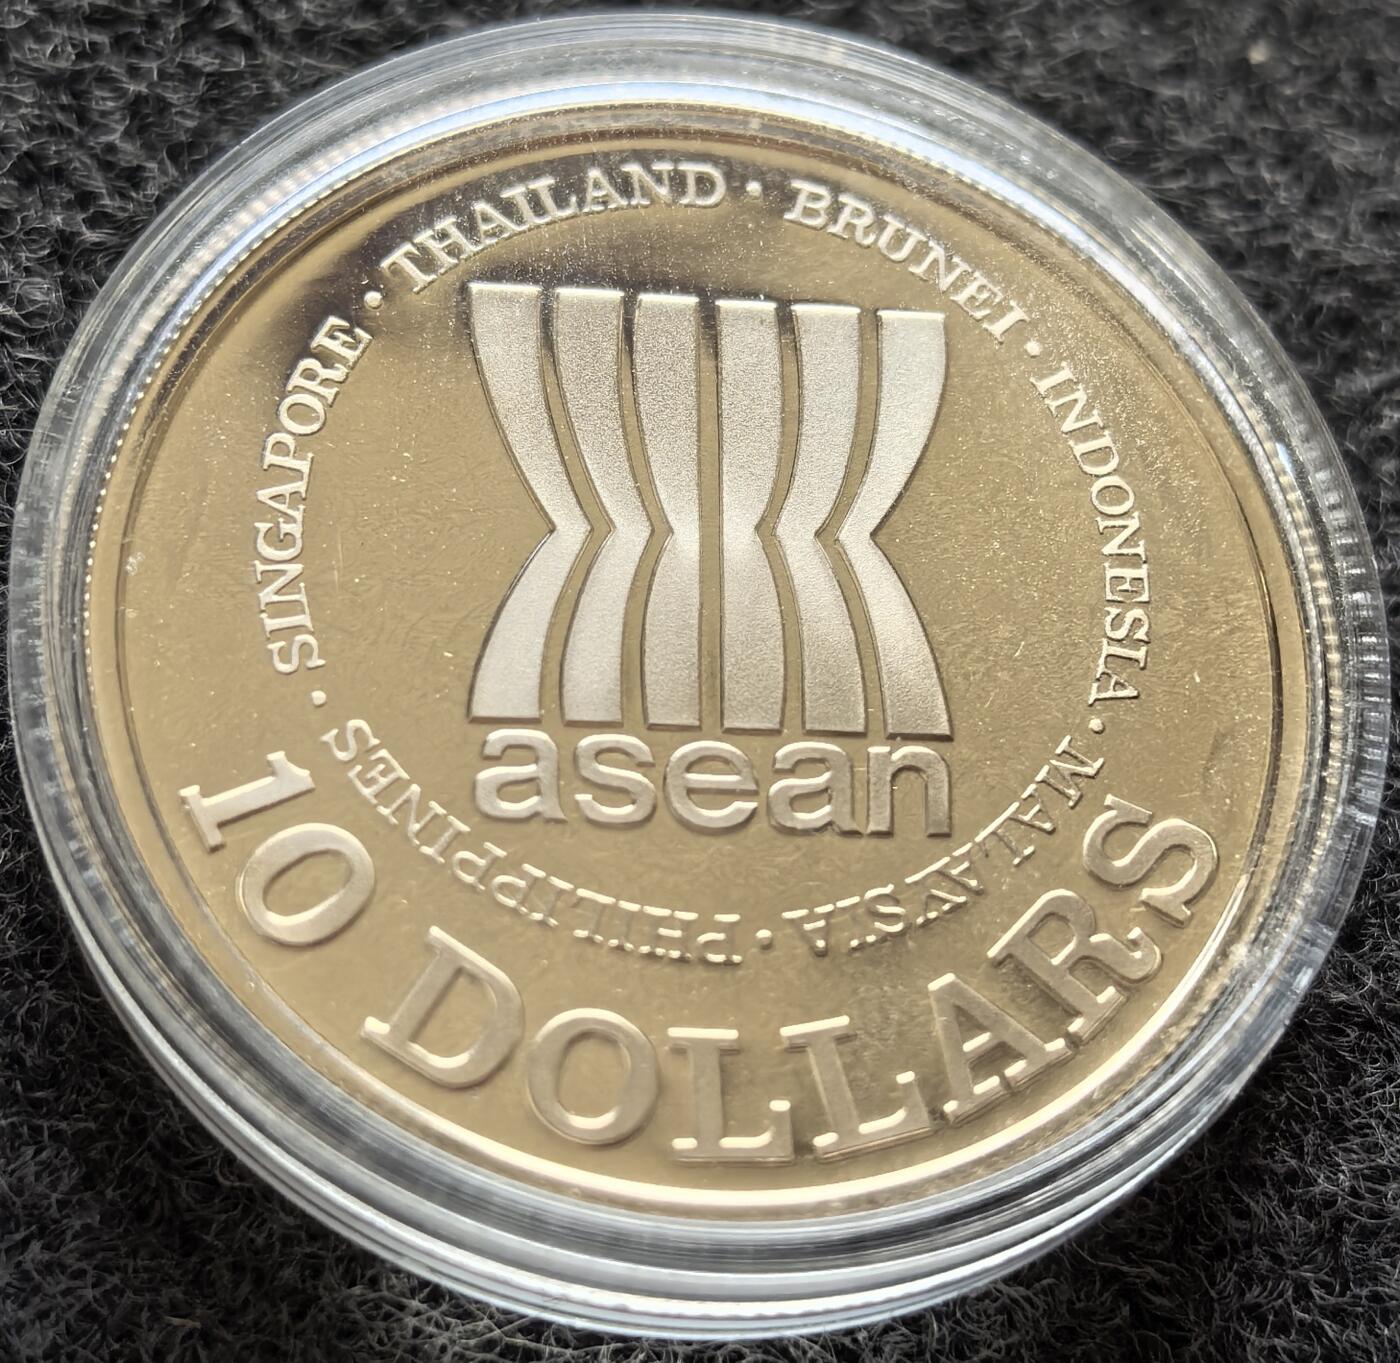 SINGAPORE · THAILAND · BRUNEI · INDONESIA · MALAYSIA · PHILIPPINES ·
asean
10 DOLLARS